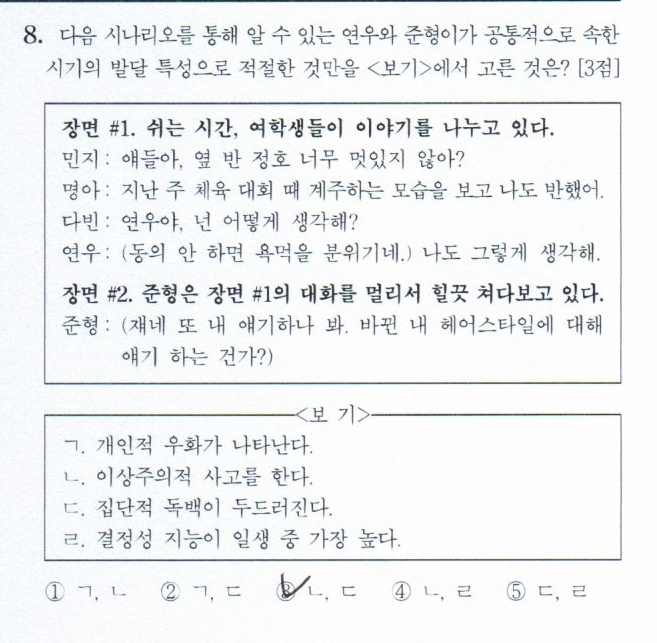 8. 다음 시나리오를 통해 알 수 있는 연우와 준형이가 공통적으로 속한
시기의 발달 특성으로 적절한 것만을 <보기>에서 고른 것은? [3점]
장면 #1. 쉬는 시간, 여학생들이 이야기를 나누고 있다.
민지 : 얘들아, 옆 반 정호 너무 멋있지 않아?
명아 : 지난 주 체육 대회 때 계주하는 모습을 보고 나도 반했어.
다빈 : 연우야, 넌 어떻게 생각해?
연우 : (동의 안 하면 욕먹을 분위기네.) 나도 그렇게 생각해.
장면 #2. 준형은 장면 #1의 대화를 멀리서 힐끗 쳐다보고 있다.
준형 : (쟤네 또 내 얘기하나 봐. 바뀐 내 헤어스타일에 대해
얘기 하는 건가?)
<보 기>
ㄱ. 개인적 우화가 나타난다.
ㄴ. 이상주의적 사고를 한다.
ㄷ. 집단적 독백이 두드러진다.
ㄹ. 결정성 지능이 일생 중 가장 높다.
① ㄱ, ㄴ ② ㄱ, ㄷ ③ ㄴ, ㄷ ④ ㄴ, ㄹ ⑤ ㄷ, ㄹ